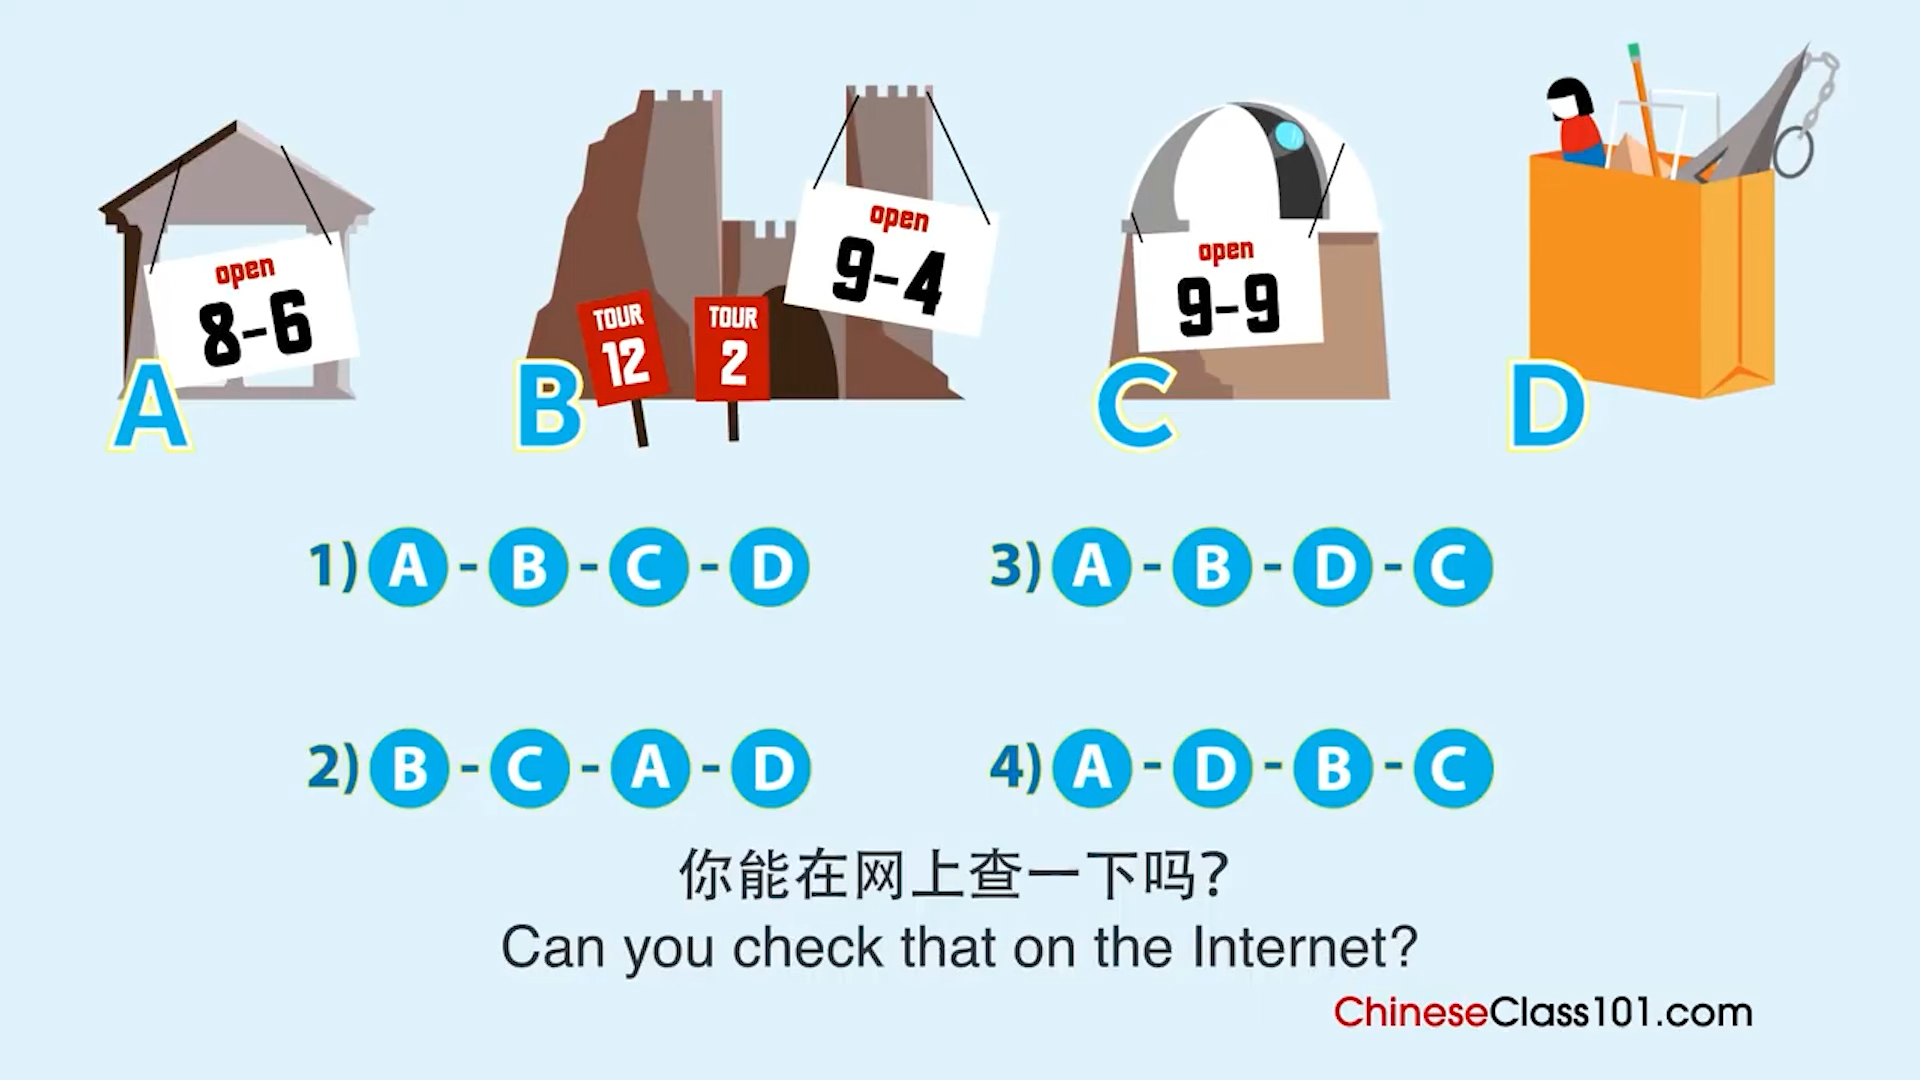 open
8-6
A
open
9-4
TOUR
12
TOUR
2
B
open
9-9
C
D
1) A - B - C - D
3) A - B - D - C
2) B - C - A - D
4) A - D - B - C
你能在网上查一下吗？
Can you check that on the Internet?
ChineseClass101.com